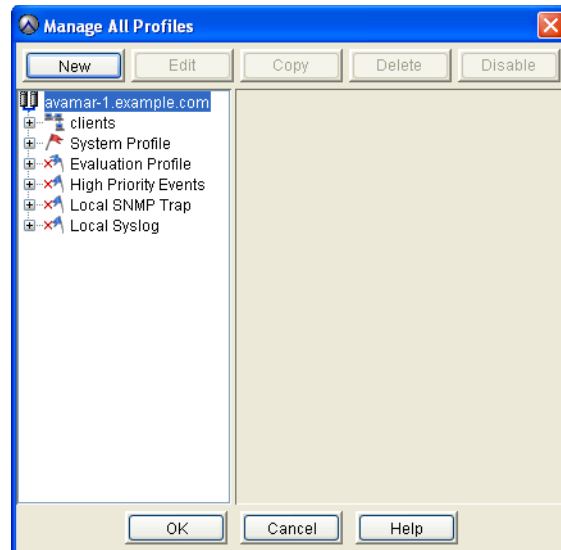 Manage All Profiles
New Edit Copy Delete Disable
avamar-1.example.com
clients
System Profile
Evaluation Profile
High Priority Events
Local SNMP Trap
Local Syslog
OK Cancel Help